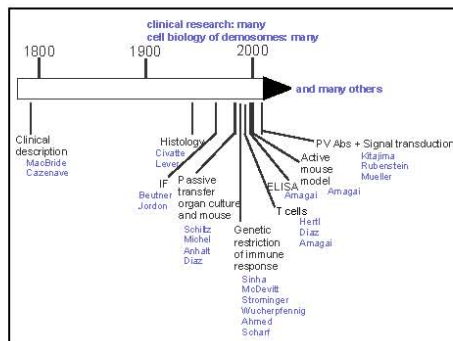 clinical research: many
cell biology of demosomes: many
1800
1900
2000
and many others
Clinical
description
MacBride
Cazenave
Histology
Civatte
Lever
IF
Beutner
Jordon
Passive
transfer
organ culture and mouse
Schiltz
Michel
Anhalt
Diaz
Genetic
restriction
of immune
response
Sinha
McDevitt
Strominger
Wucherpfennig
Ahmed
Scharf
T cells
Hertl
Diaz
Amagai
ELISA
Amagai
Active
mouse
model
Amagai
PV Abs + Signal transduction
Kitajima
Rubenstein
Mueller